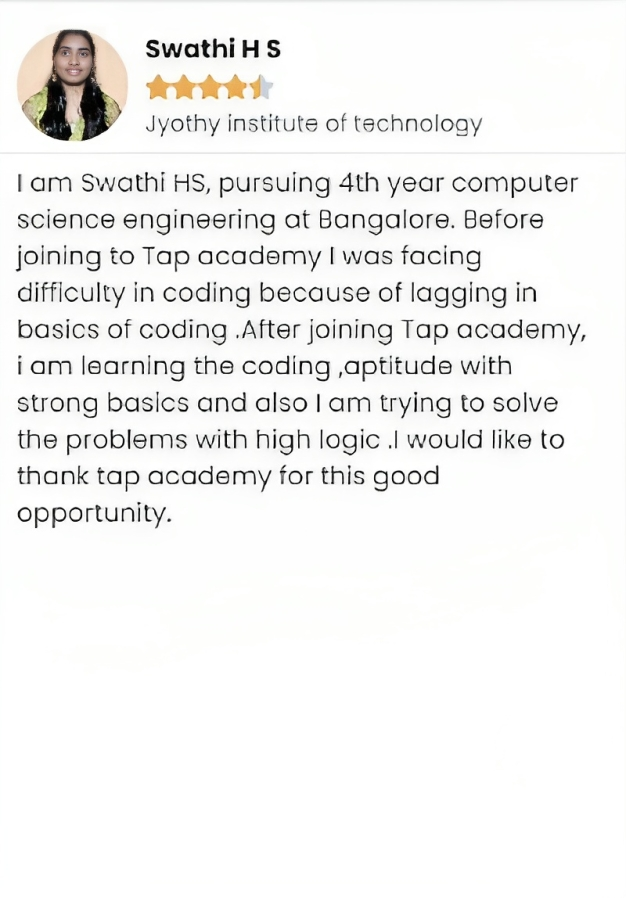 Swathi H S
Jyothy institute of technology
I am Swathi HS, pursuing 4th year computer
science engineering at Bangalore. Before
joining to Tap academy I was facing
difficulty in coding because of lagging in
basics of coding .After joining Tap academy,
i am learning the coding ,aptitude with
strong basics and also I am trying to solve
the problems with high logic .I would like to
thank tap academy for this good
opportunity.